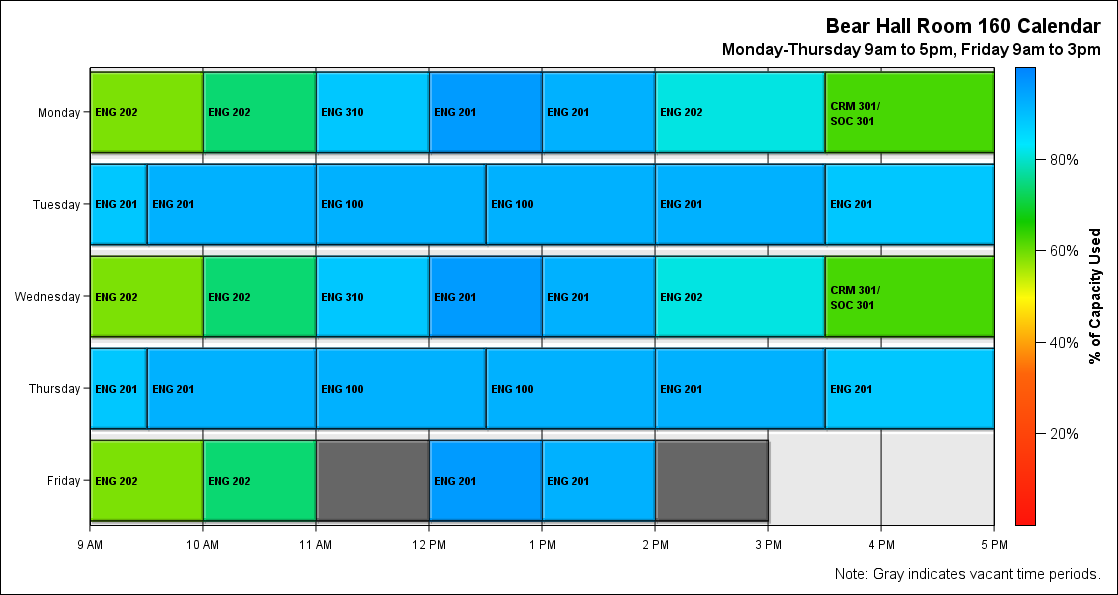 Bear Hall Room 160 Calendar
Monday-Thursday 9am to 5pm, Friday 9am to 3pm
Monday
ENG 202
ENG 202
ENG 310
ENG 201
ENG 201
ENG 202
CRM 301/
SOC 301
Tuesday
ENG 201
ENG 201
ENG 100
ENG 100
ENG 201
ENG 201
Wednesday
ENG 202
ENG 202
ENG 310
ENG 201
ENG 201
ENG 202
CRM 301/
SOC 301
Thursday
ENG 201
ENG 201
ENG 100
ENG 100
ENG 201
ENG 201
Friday
ENG 202
ENG 202
ENG 201
ENG 201
9 AM
10 AM
11 AM
12 PM
1 PM
2 PM
3 PM
4 PM
5 PM
80%
60%
40%
20%
% of Capacity Used
Note: Gray indicates vacant time periods.